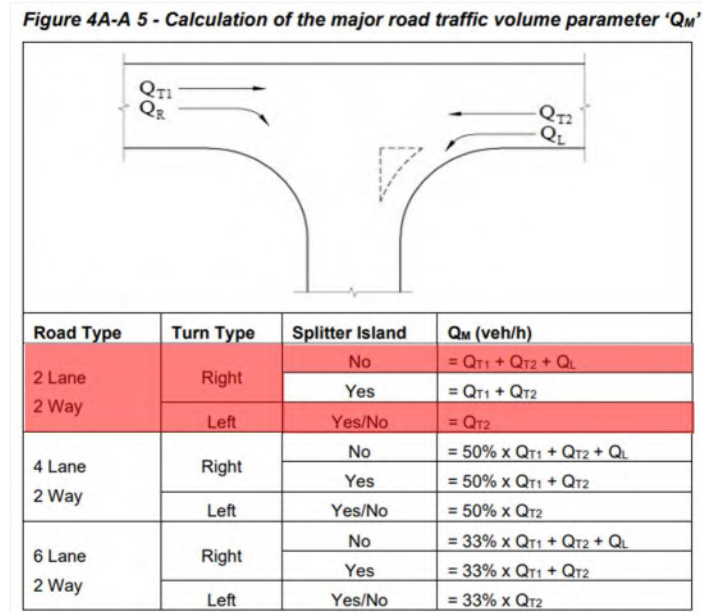 Figure 4A-A 5 - Calculation of the major road traffic volume parameter 'QM'
QT1
QR
QT2
QL
Road Type Turn Type Splitter Island QM (veh/h)
2 Lane 2 Way Right No = QT1 + QT2 + QL
Yes = QT1 + QT2
Left Yes/No = QT2
4 Lane 2 Way Right No = 50% x QT1 + QT2 + QL
Yes = 50% x QT1 + QT2
Left Yes/No = 50% x QT2
6 Lane 2 Way Right No = 33% x QT1 + QT2 + QL
Yes = 33% x QT1 + QT2
Left Yes/No = 33% x QT2